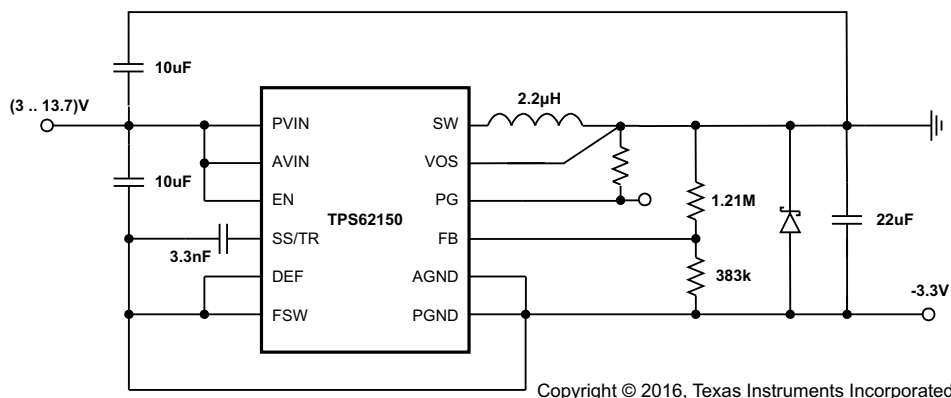 10uF
(3 .. 13.7)V
2.2µH
PVIN
SW
AVIN
VOS
10uF
EN
PG
1.21M
TPS62150
22uF
SS/TR
FB
3.3nF
DEF
AGND
383k
-3.3V
FSW
PGND
Copyright © 2016, Texas Instruments Incorporated